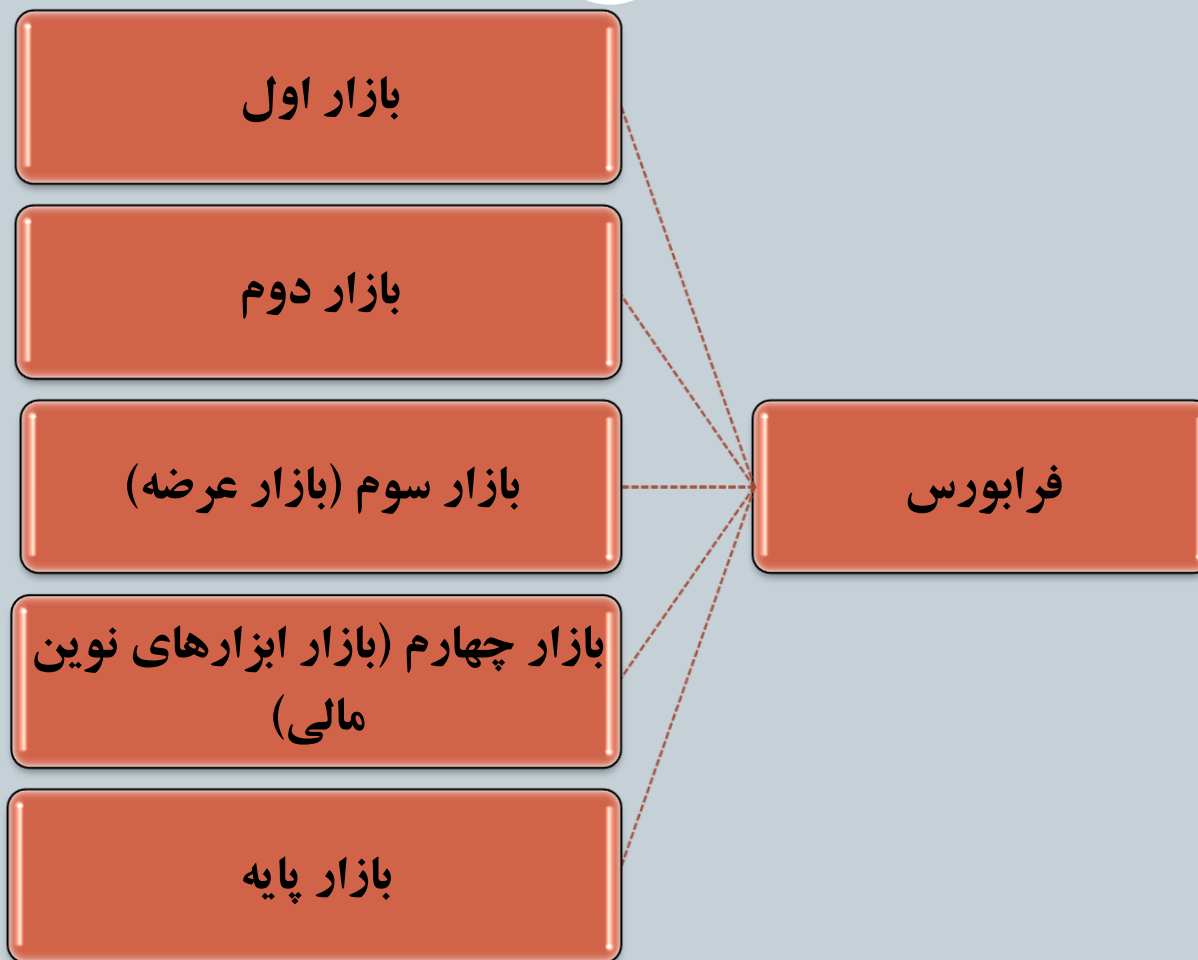 فرابورس
بازار اول
بازار دوم
بازار سوم (بازار عرضه)
بازار چهارم (بازار ابزارهای نوین
مالی)
بازار پایه